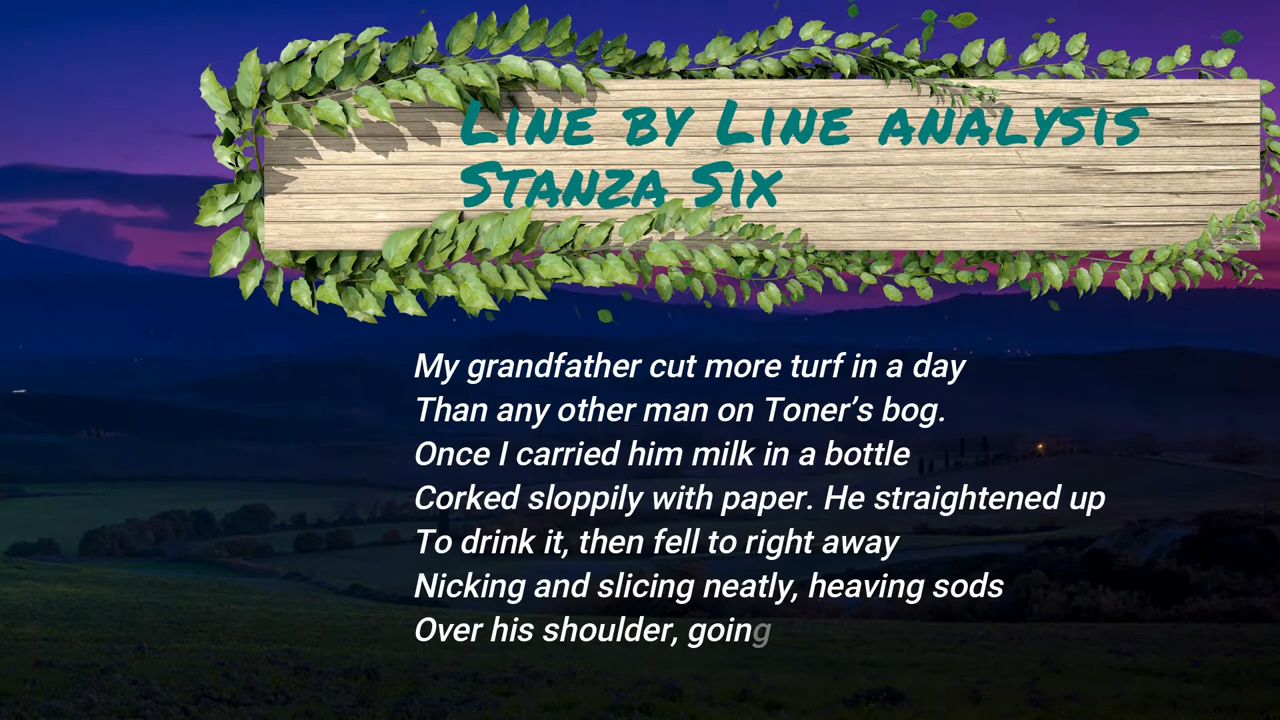 Line by Line analysis
Stanza Six
My grandfather cut more turf in a day
Than any other man on Toner’s bog.
Once I carried him milk in a bottle
Corked sloppily with paper. He straightened up
To drink it, then fell to right away
Nicking and slicing neatly, heaving sods
Over his shoulder, going